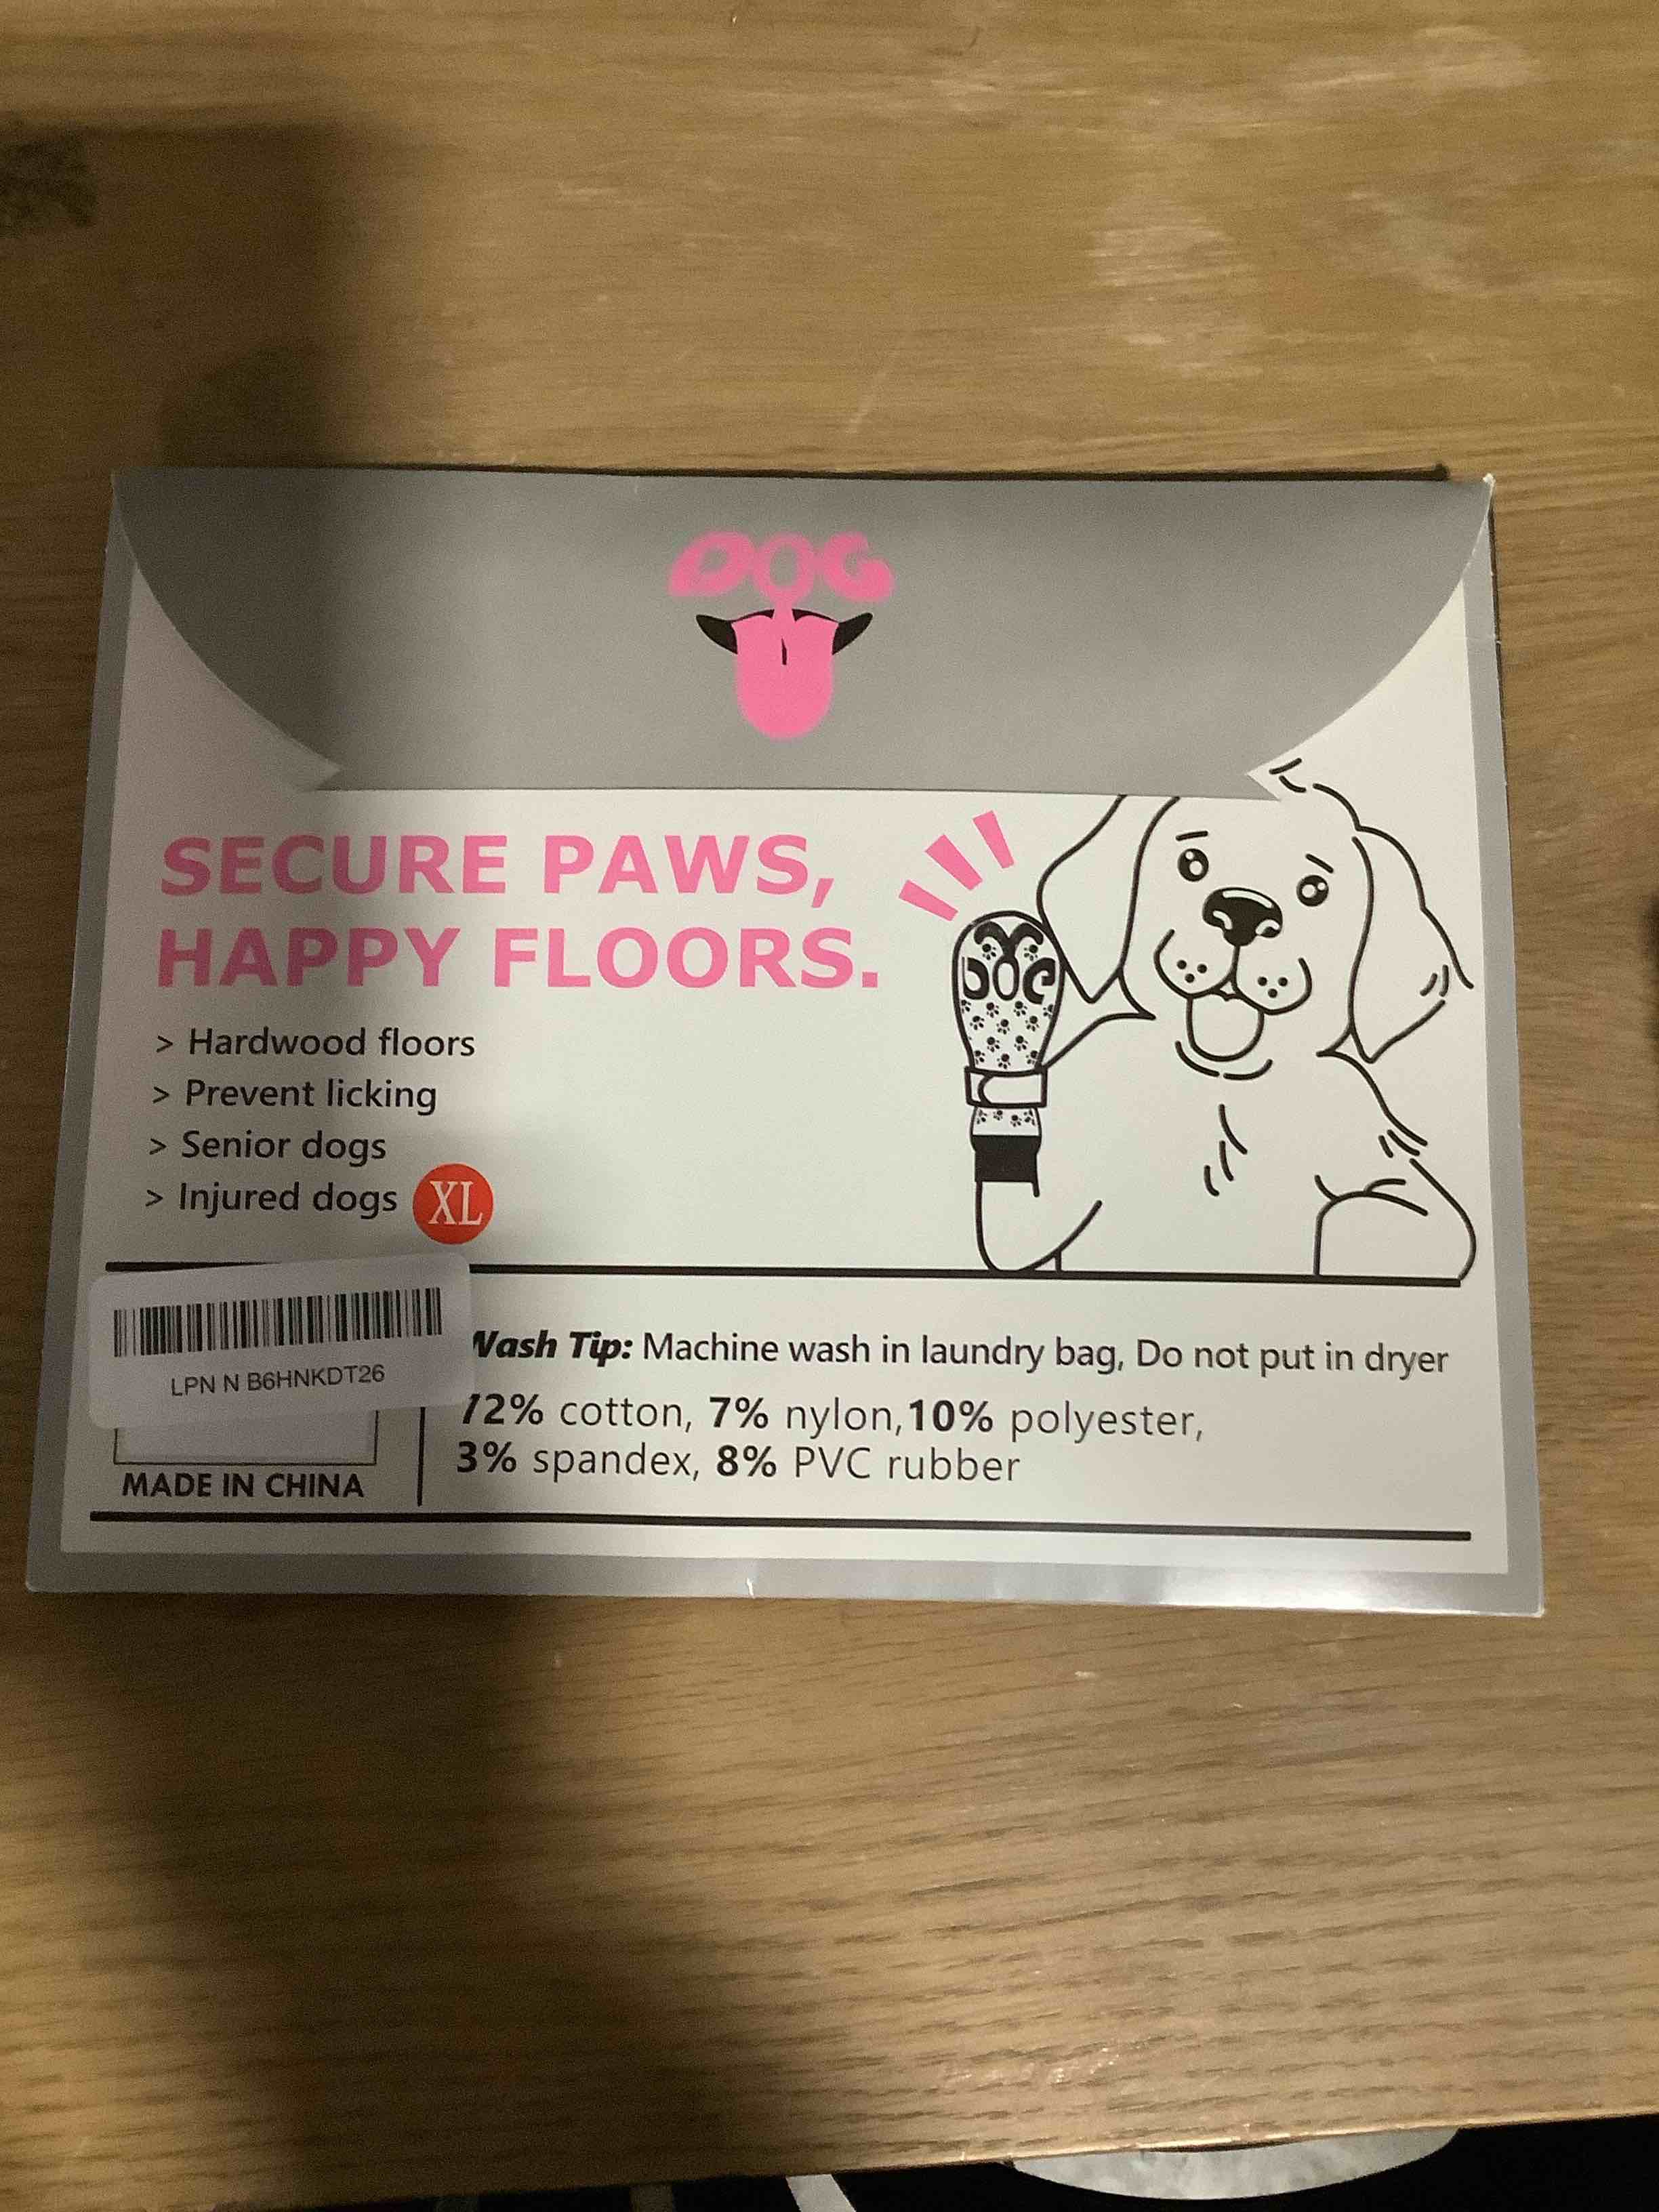 DOG
SECURE PAWS,
HAPPY FLOORS.
> Hardwood floors
> Prevent licking
> Senior dogs
> Injured dogs XL
DOG
LPN N B6HNKDT26
Wash Tip: Machine wash in laundry bag, Do not put in dryer
72% cotton, 7% nylon,10% polyester,
3% spandex, 8% PVC rubber
MADE IN CHINA